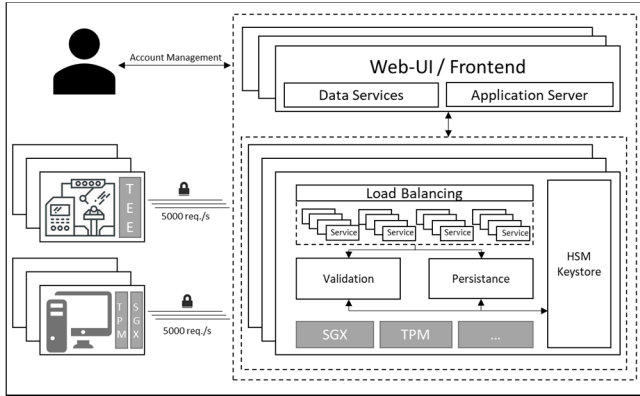 Account Management
Web-UI / Frontend
Data Services
Application Server
TEE
5000 req./s
TPM
SGX
5000 req./s
Load Balancing
Service
Service
Service
Service
Validation
Persistance
HSM
Keystore
SGX
TPM
...